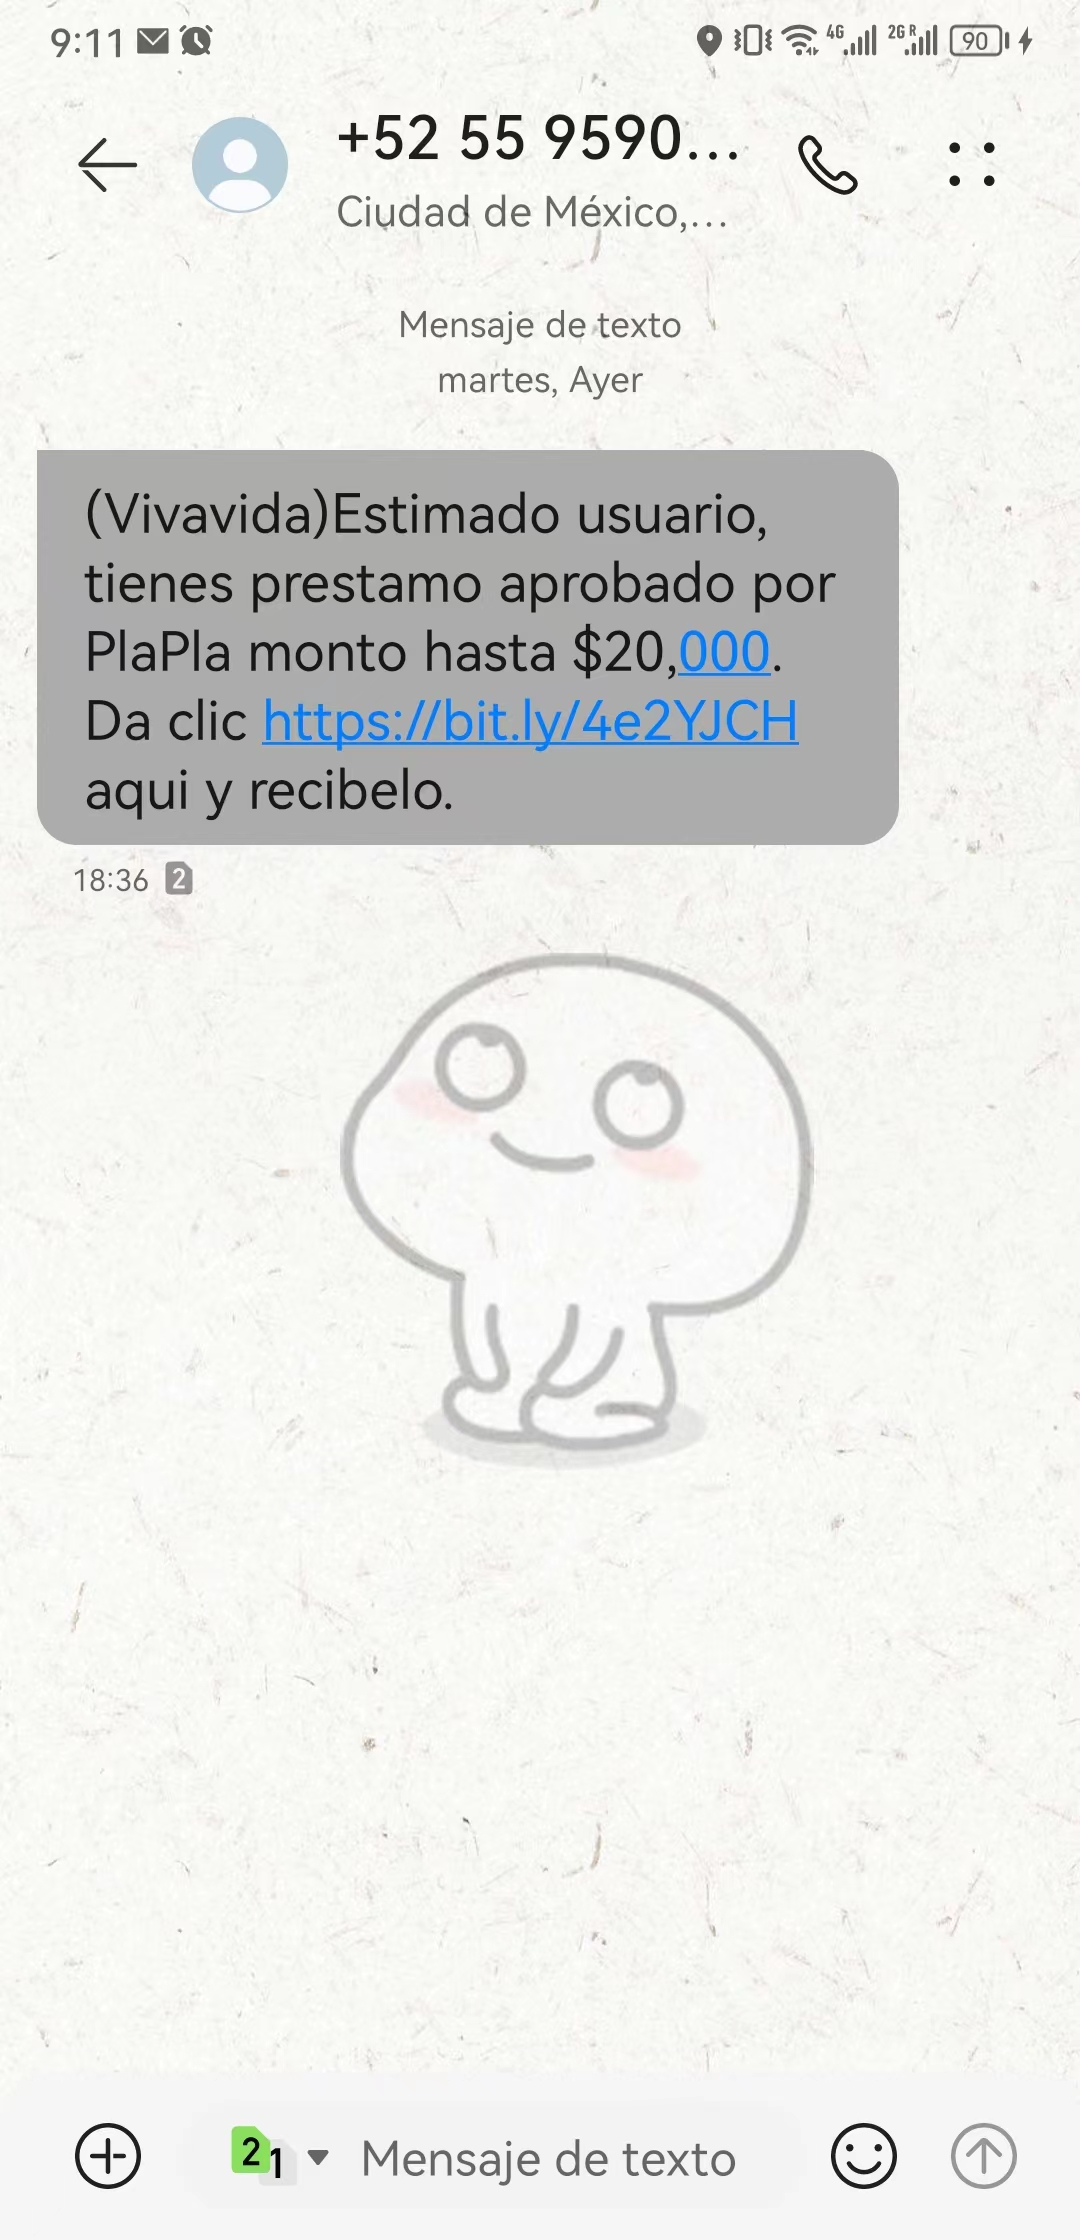 9:11
4G
2G R
90
+52 55 9590...
Ciudad de México,...
Mensaje de texto
martes, Ayer
(Vivavida)Estimado usuario,
tienes prestamo aprobado por
PlaPla monto hasta $20,000.
Da clic https://bit.ly/4e2YJCH
aqui y recibelo.
18:36 2
2 1 Mensaje de texto